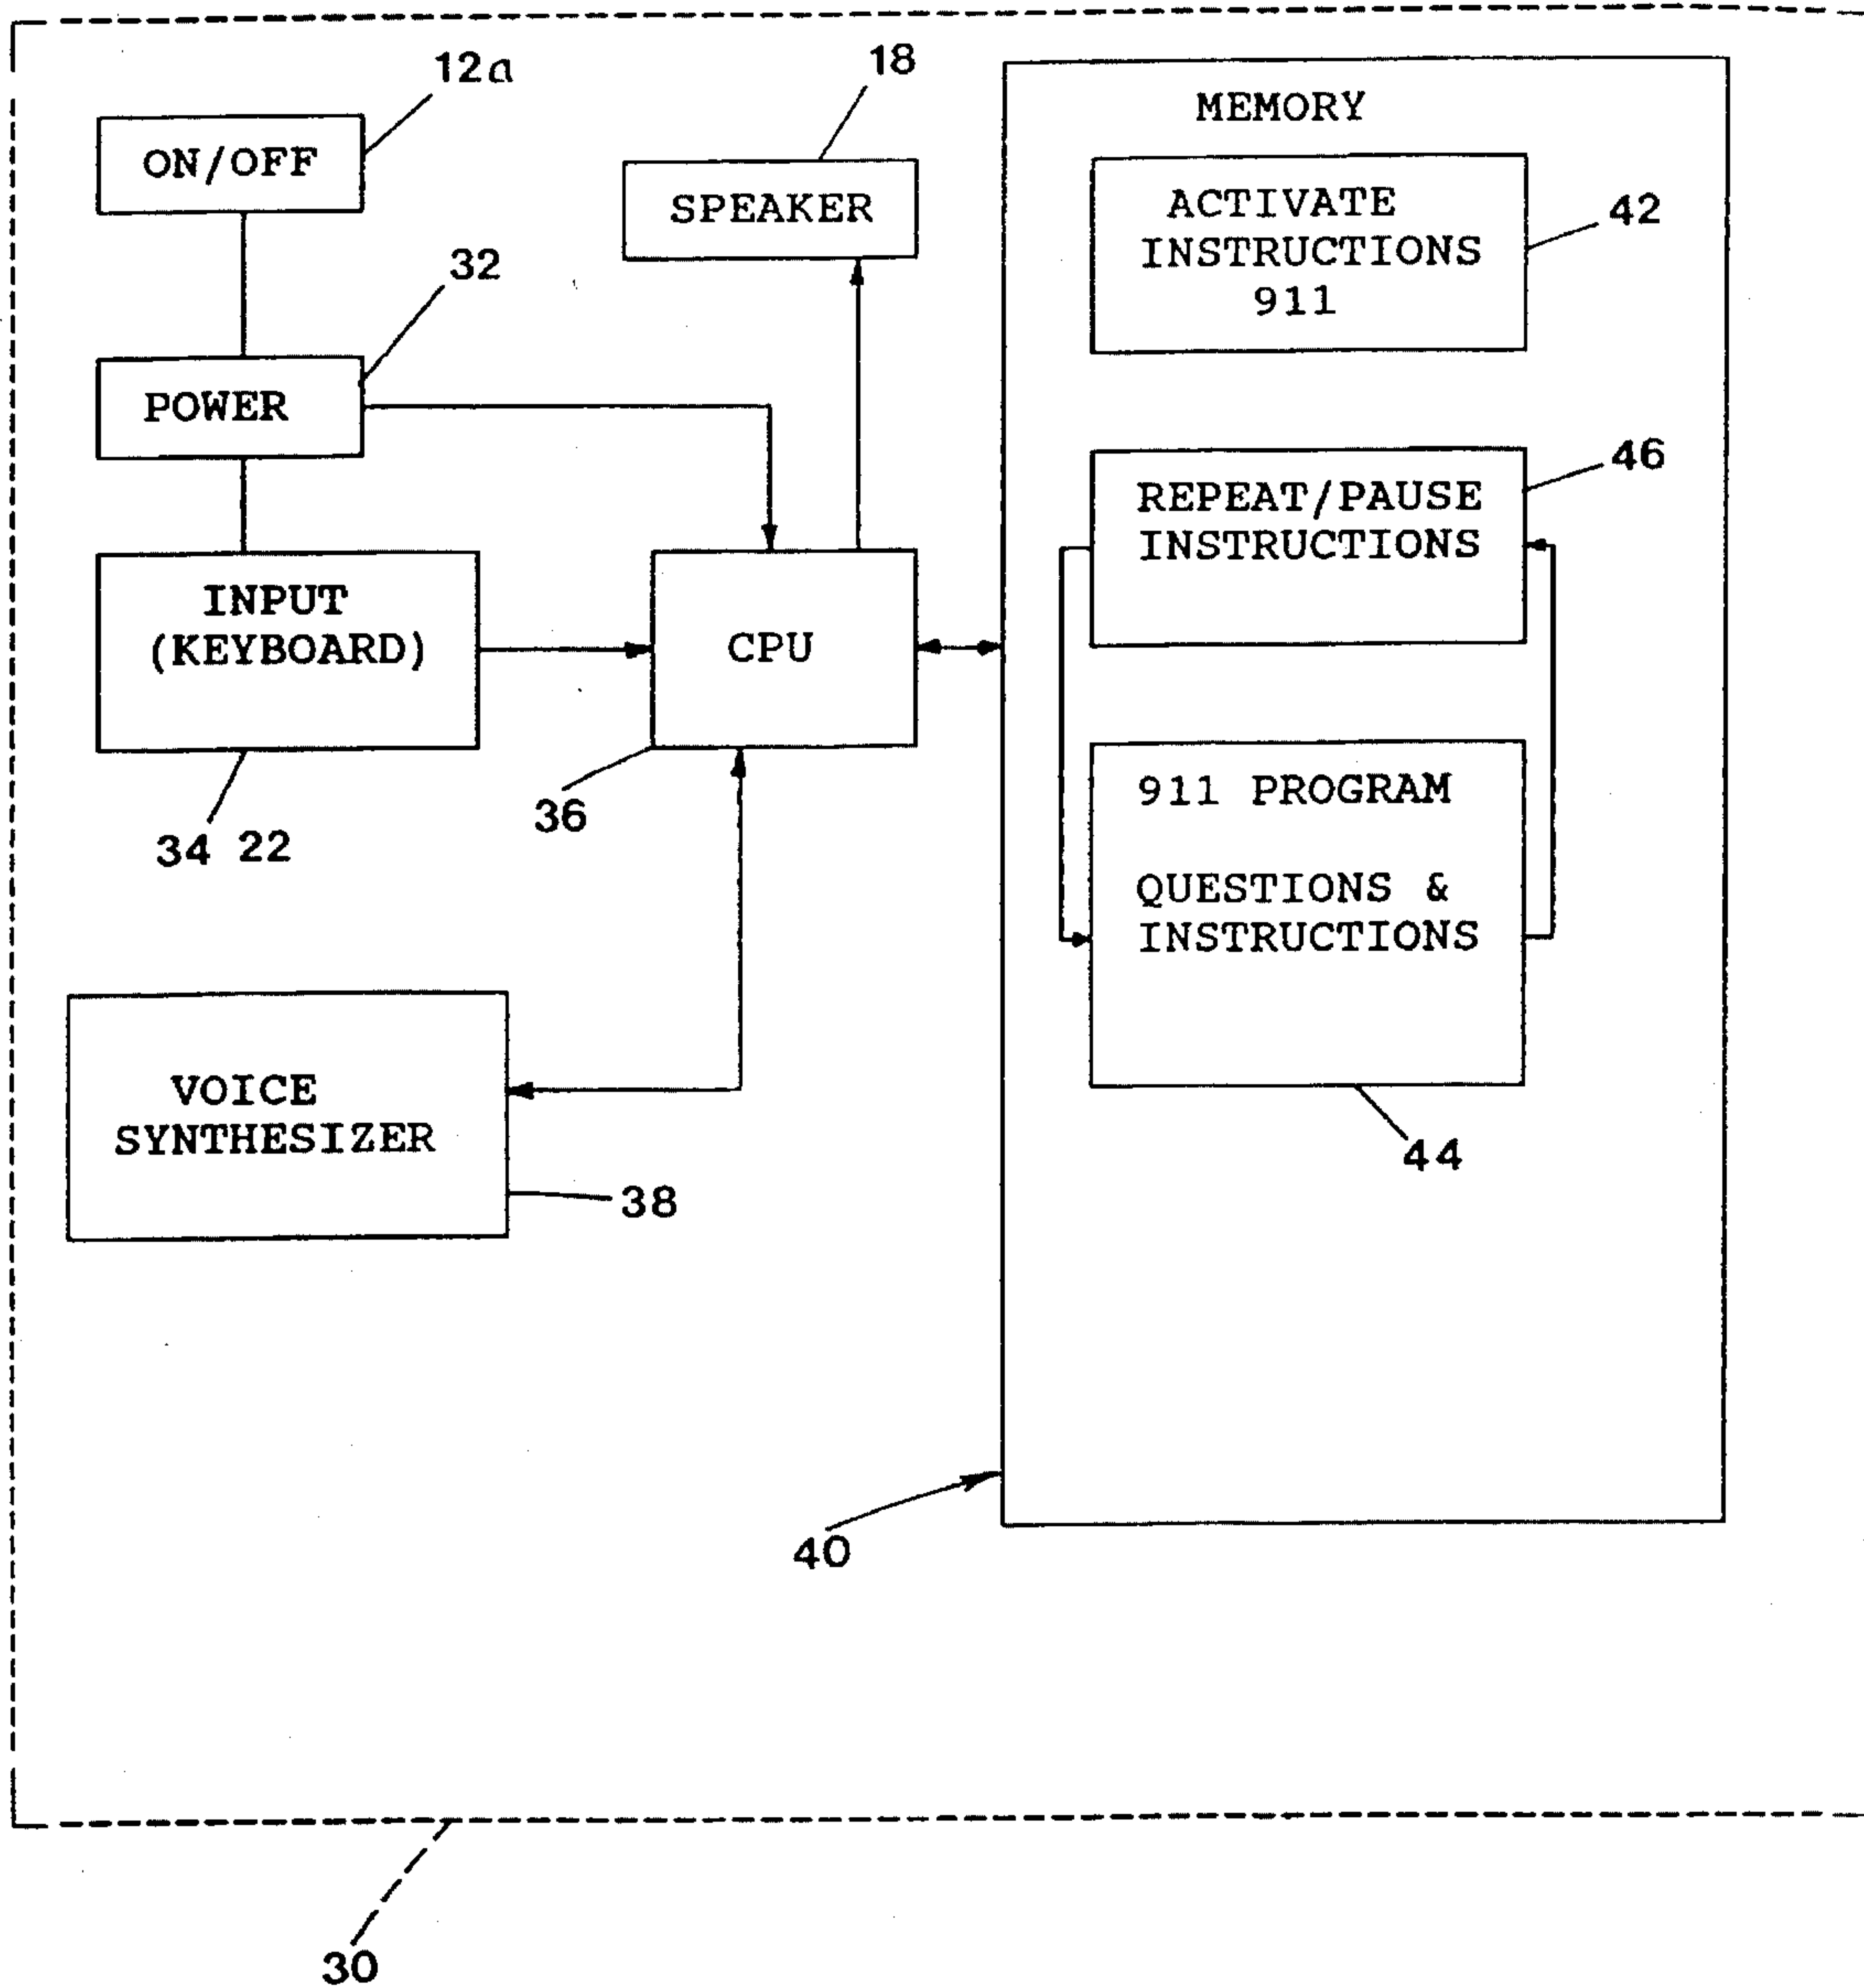 12a
ON/OFF
18
SPEAKER
32
POWER
INPUT
(KEYBOARD)
34 22
CPU
36
VOICE
SYNTHESIZER
38
MEMORY
ACTIVATE
INSTRUCTIONS
911
42
REPEAT/PAUSE
INSTRUCTIONS
46
911 PROGRAM
QUESTIONS &
INSTRUCTIONS
44
40
30